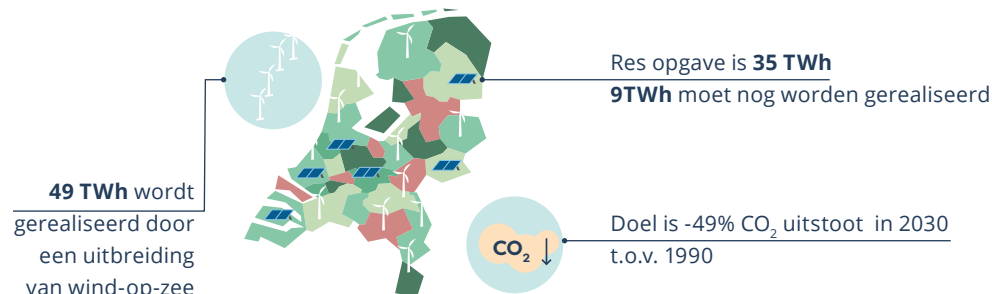 Res opgave is 35 TWh
9TWh moet nog worden gerealiseerd
49 TWh wordt
gerealiseerd door
een uitbreiding
van wind-op-zee
CO₂
Doel is -49% CO₂ uitstoot in 2030
t.o.v. 1990